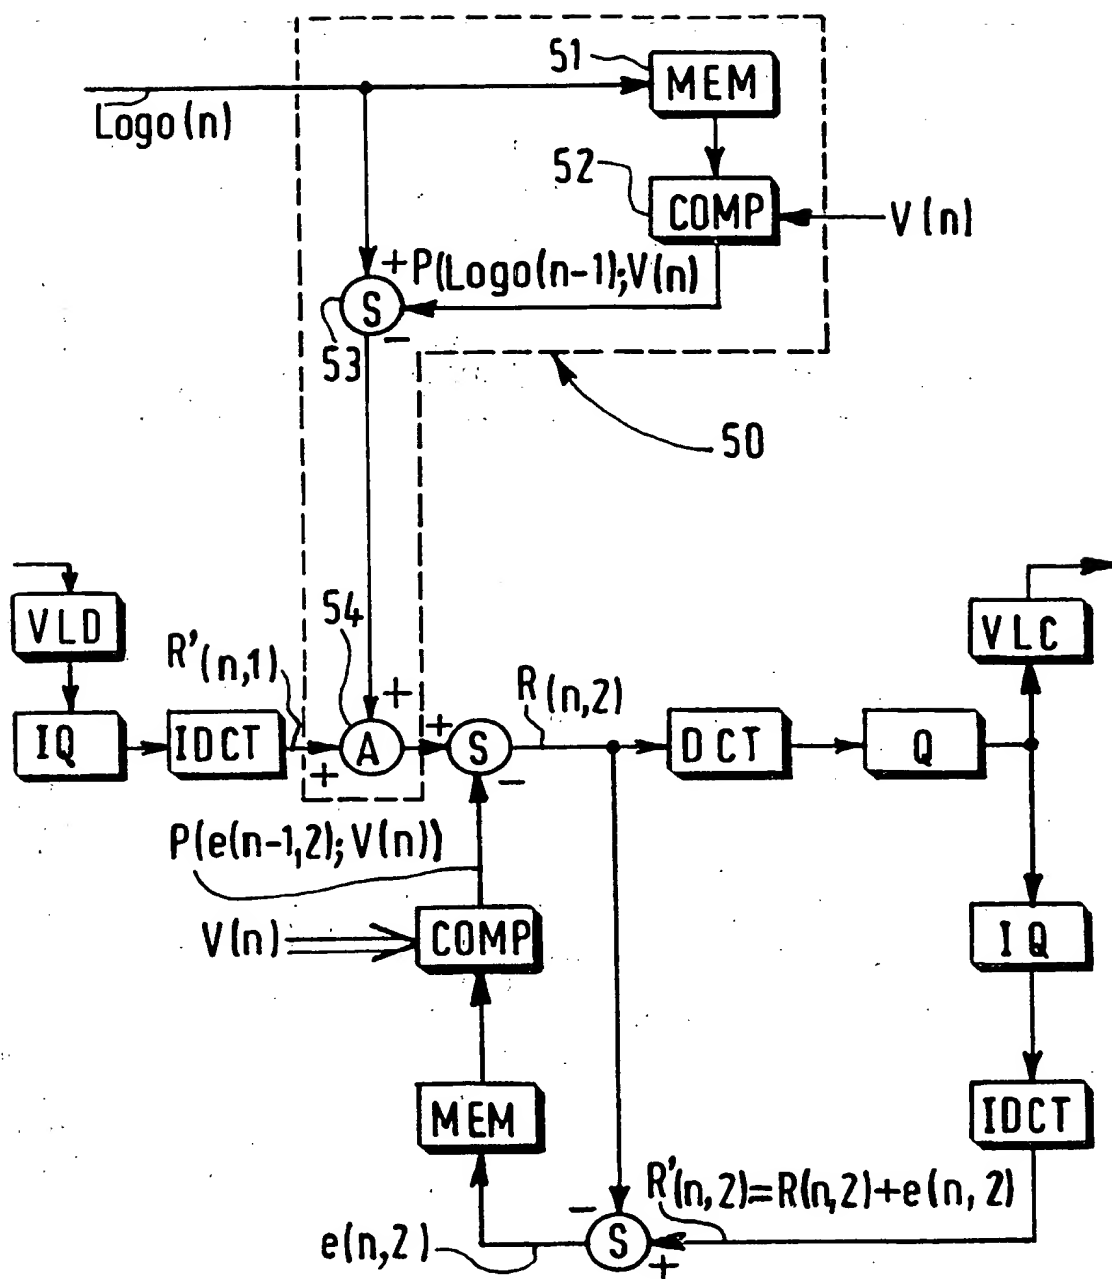 51
MEM
Logo(n)
52
COMP
V(n)
+
P(Logo(n-1);V(n)
S
-
53
50
VLD
54
R'(n,1)
R(n,2)
VLC
+
+
IQ
IDCT
A
S
DCT
Q
+
-
P(e(n-1,2);V(n))
V(n)
COMP
IQ
MEM
IDCT
R'(n,2)=R(n,2)+e(n,2)
-
e(n,2)
S
+